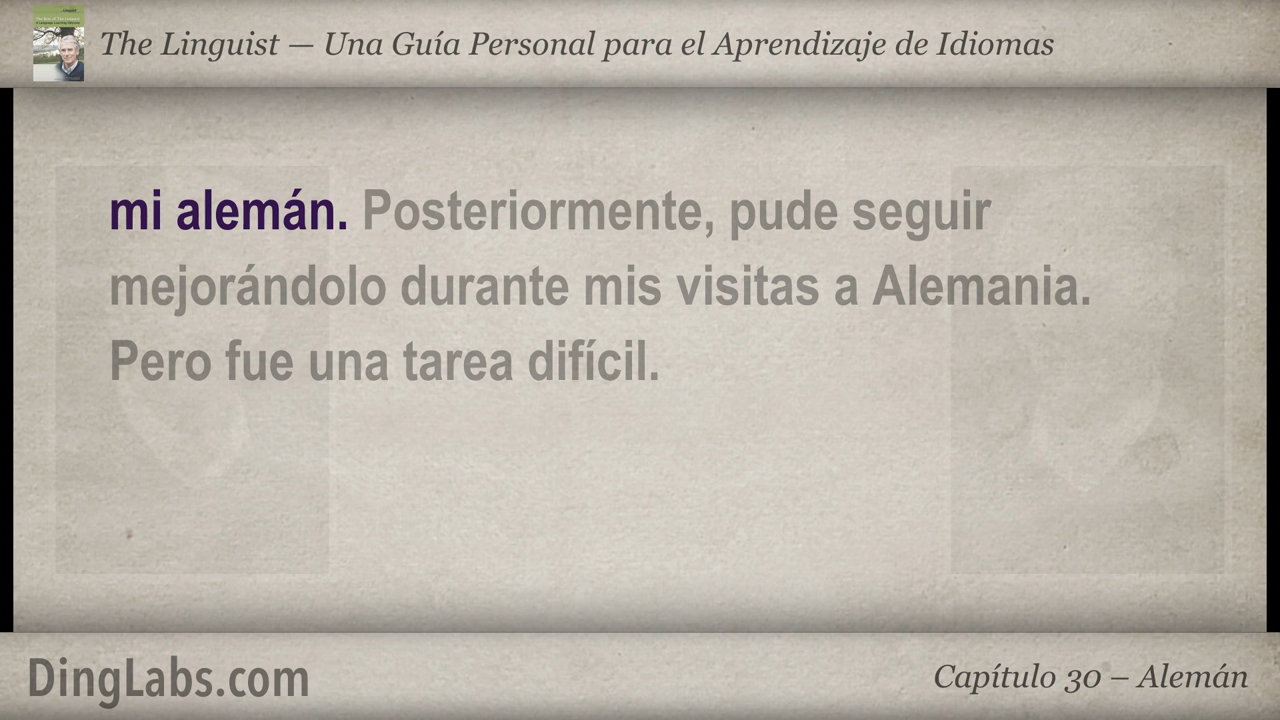 The Linguist — Una Guía Personal para el Aprendizaje de Idiomas
mi alemán. Posteriormente, pude seguir
mejorándolo durante mis visitas a Alemania.
Pero fue una tarea difícil.
DingLabs.com
Capítulo 30 – Alemán